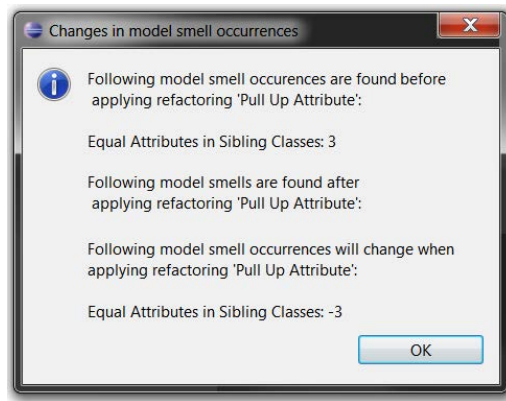 Changes in model smell occurrences
Following model smell occurences are found before
applying refactoring 'Pull Up Attribute':
Equal Attributes in Sibling Classes: 3
Following model smells are found after
applying refactoring 'Pull Up Attribute':
Following model smell occurrences will change when
applying refactoring 'Pull Up Attribute':
Equal Attributes in Sibling Classes: -3
OK